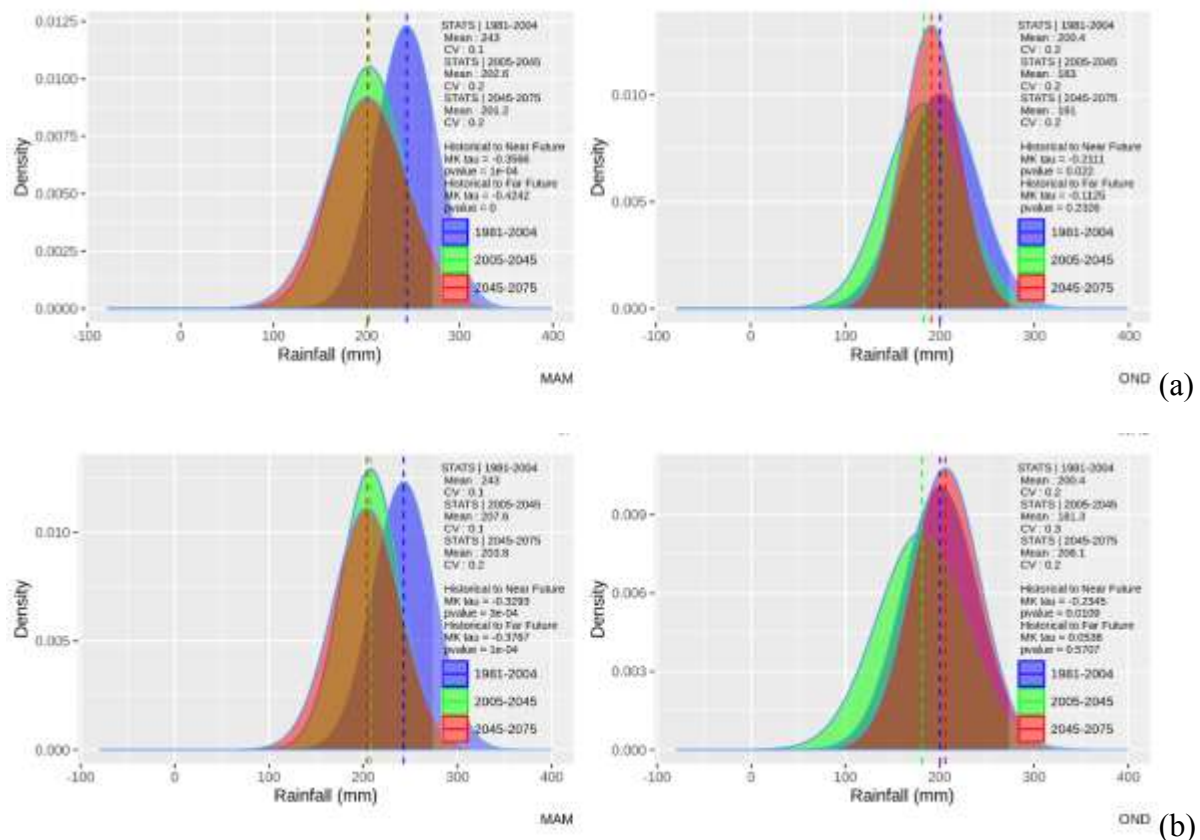 0.0125
0.0100
0.0075
0.0050
0.0025
0.0000
Density
-100 0 100 200 300 400
Rainfall (mm)
MAM
STATS | 1981-2004
Mean : 243
CV : 0.1
STATS | 2005-2045
Mean : 202.6
CV : 0.2
STATS | 2045-2075
Mean : 201.2
CV : 0.2
Historical to Near Future
MK tau = -0.3566
pvalue = 1e-04
Historical to Far Future
MK tau = -0.4242
pvalue = 0
1981-2004
2005-2045
2045-2075
0.010
0.005
0.000
Density
-100 0 100 200 300 400
Rainfall (mm)
OND
STATS | 1981-2004
Mean : 200.4
CV : 0.2
STATS | 2005-2045
Mean : 183
CV : 0.2
STATS | 2045-2075
Mean : 191
CV : 0.2
Historical to Near Future
MK tau = -0.2111
pvalue = 0.022
Historical to Far Future
MK tau = -0.1125
pvalue = 0.2326
1981-2004
2005-2045
2045-2075
(a)
0.010
0.005
0.000
Density
-100 0 100 200 300 400
Rainfall (mm)
MAM
STATS | 1981-2004
Mean : 243
CV : 0.1
STATS | 2005-2045
Mean : 207.6
CV : 0.1
STATS | 2045-2075
Mean : 203.8
CV : 0.2
Historical to Near Future
MK tau = -0.3293
pvalue = 3e-04
Historical to Far Future
MK tau = -0.3767
pvalue = 1e-04
1981-2004
2005-2045
2045-2075
0.009
0.006
0.003
0.000
Density
-100 0 100 200 300 400
Rainfall (mm)
OND
STATS | 1981-2004
Mean : 200.4
CV : 0.2
STATS | 2005-2045
Mean : 181.3
CV : 0.3
STATS | 2045-2075
Mean : 206.1
CV : 0.2
Historical to Near Future
MK tau = -0.2345
pvalue = 0.0109
Historical to Far Future
MK tau = 0.0536
pvalue = 0.5707
1981-2004
2005-2045
2045-2075
(b)